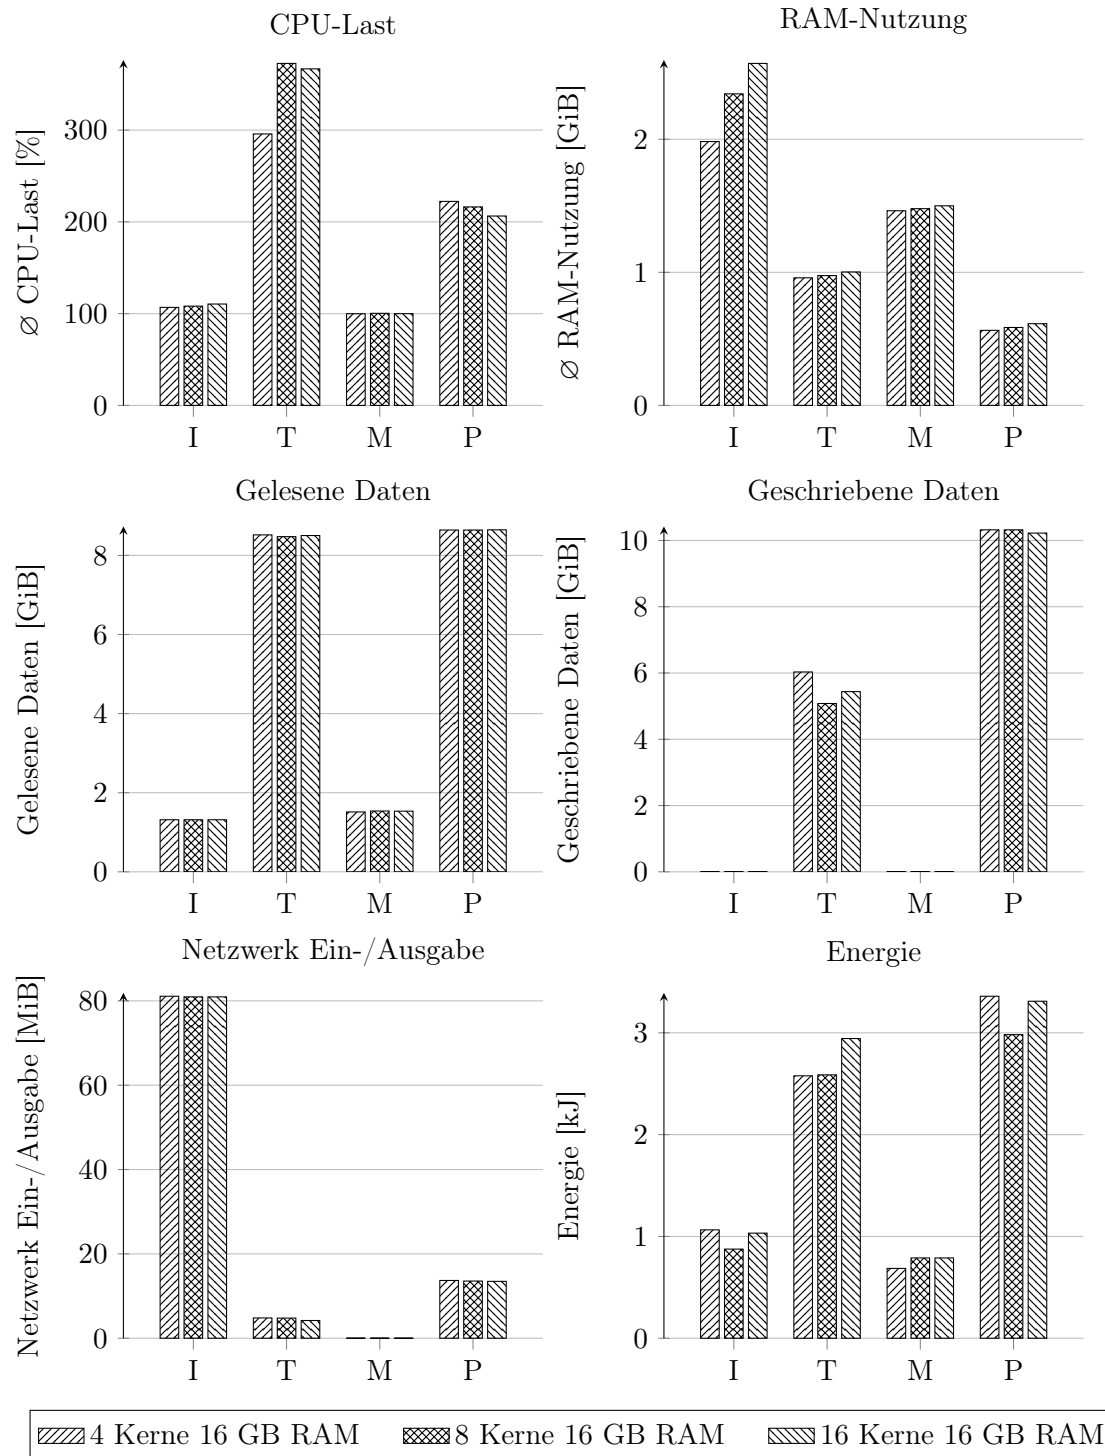 CPU-Last
Ø CPU-Last [%]
300
200
100
0
I T M P
RAM-Nutzung
Ø RAM-Nutzung [GiB]
2
1
0
I T M P
Gelesene Daten
Gelesene Daten [GiB]
8
6
4
2
0
I T M P
Geschriebene Daten
Geschriebene Daten [GiB]
10
8
6
4
2
0
I T M P
Netzwerk Ein-/Ausgabe
Netzwerk Ein-/Ausgabe [MiB]
80
60
40
20
0
I T M P
Energie
Energie [kJ]
3
2
1
0
I T M P
4 Kerne 16 GB RAM 8 Kerne 16 GB RAM 16 Kerne 16 GB RAM